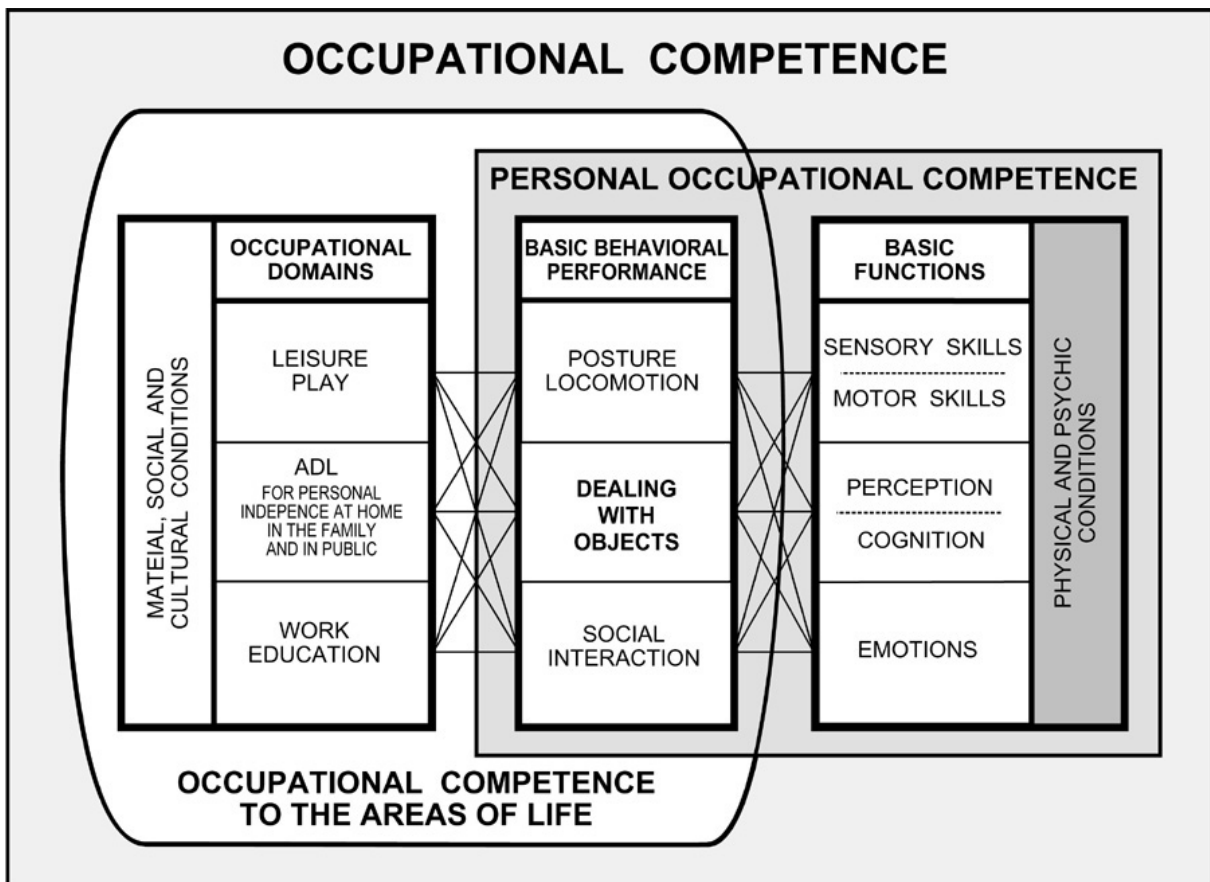 OCCUPATIONAL COMPETENCE
PERSONAL OCCUPATIONAL COMPETENCE
MATEIAL, SOCIAL AND
CULTURAL CONDITIONS
OCCUPATIONAL
DOMAINS
LEISURE
PLAY
ADL
FOR PERSONAL
INDEPENCE AT HOME
IN THE FAMILY
AND IN PUBLIC
WORK
EDUCATION
BASIC BEHAVIORAL
PERFORMANCE
POSTURE
LOCOMOTION
DEALING
WITH
OBJECTS
SOCIAL
INTERACTION
BASIC
FUNCTIONS
SENSORY SKILLS
MOTOR SKILLS
PERCEPTION
COGNITION
EMOTIONS
PHYSICAL AND PSYCHIC
CONDITIONS
OCCUPATIONAL COMPETENCE
TO THE AREAS OF LIFE